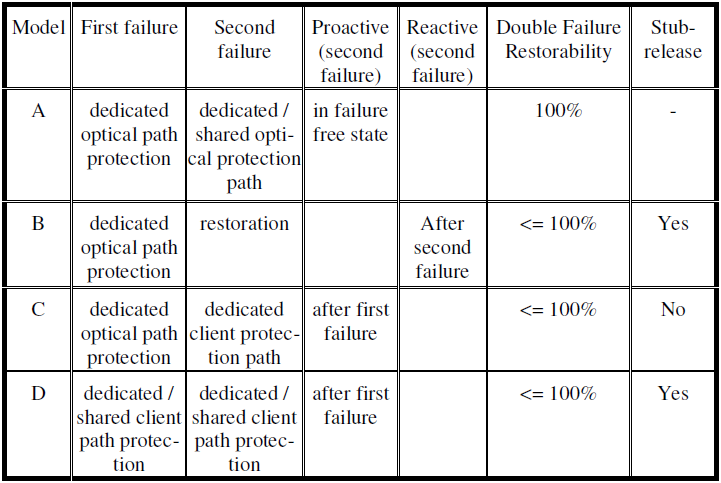 Model First failure Second failure Proactive (second failure) Reactive (second failure) Double Failure Restorability Stub-release
A dedicated optical path protection dedicated / shared opti-cal protection path in failure free state 100% -
B dedicated optical path protection restoration After second failure <= 100% Yes
C dedicated optical path protection dedicated client protec-tion path after first failure <= 100% No
D dedicated / shared client path protec-tion dedicated / shared client path protec-tion after first failure <= 100% Yes